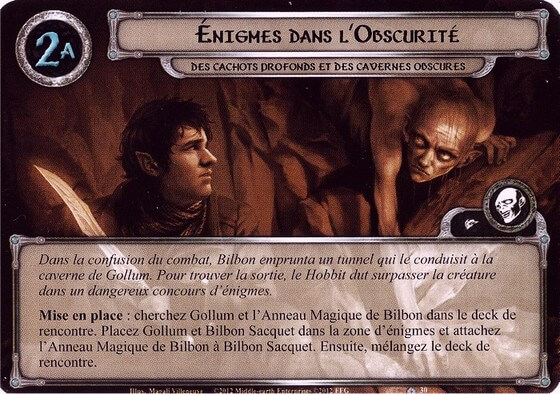 2A
Énigmes dans l'Obscurité
des cachots profonds et des cavernes obscures
Dans la confusion du combat, Bilbon emprunta un tunnel qui le conduisit à la
caverne de Gollum. Pour trouver la sortie, le Hobbit dut surpasser la créature
dans un dangereux concours d'énigmes.
Mise en place : cherchez Gollum et l'Anneau Magique de Bilbon dans le deck de
rencontre. Placez Gollum et Bilbon Sacquet dans la zone d'énigmes et attachez
l'Anneau Magique de Bilbon à Bilbon Sacquet. Ensuite, mélangez le deck de
rencontre.
Illus. Magali Villeneuve ©2012 Middle-earth Enterprises ©2012 FFG 30